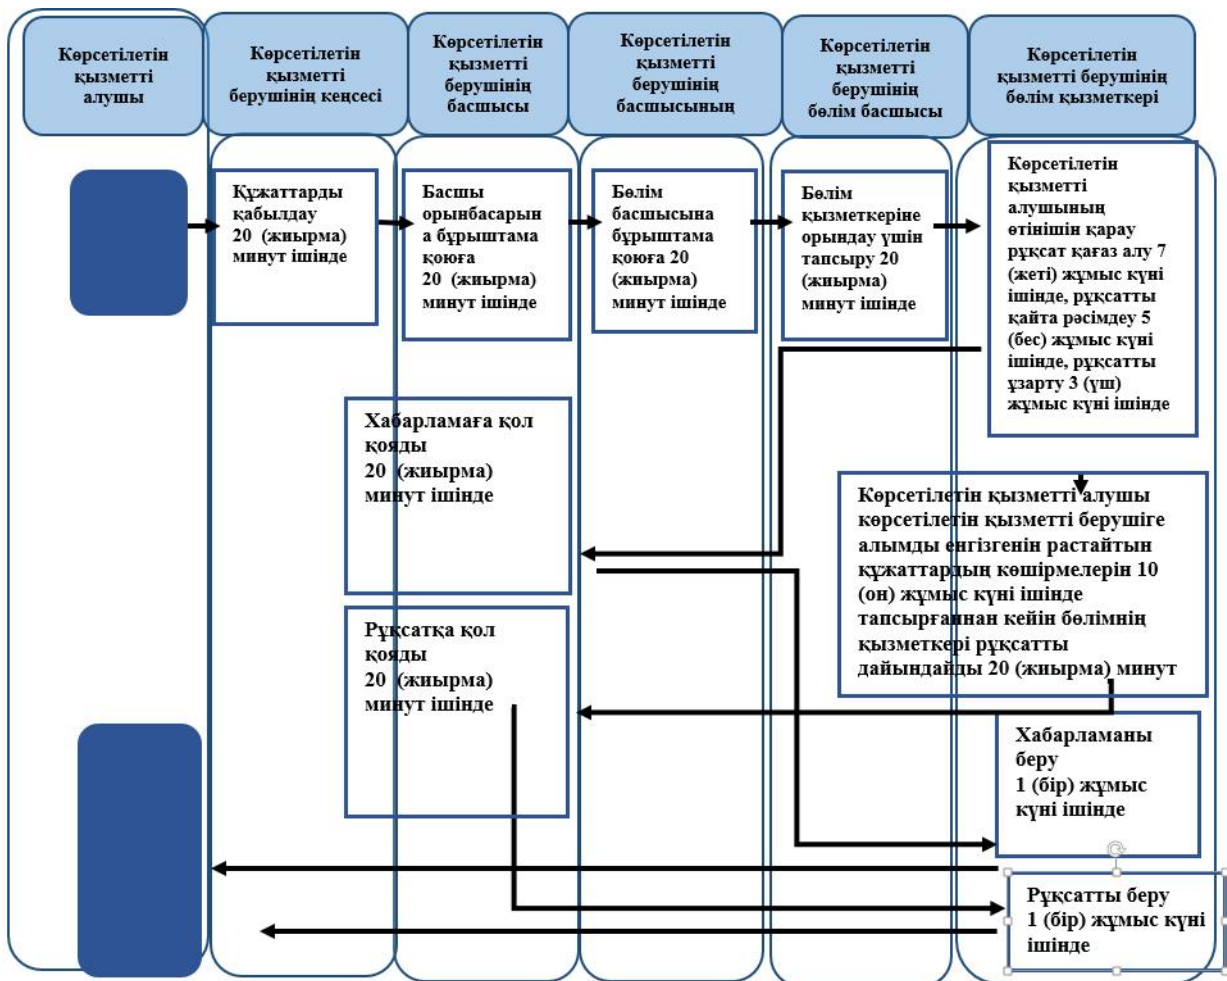 Көрсетілетін
қызметті
алушы
Көрсетілетін
қызметті
берушінің кеңсесі
Көрсетілетін
қызметті
берушінің
басшысы
Көрсетілетін
қызметті
берушінің
басшысының
Көрсетілетін
қызметті
берушінің
бөлім басшысы
Көрсетілетін
қызметті берушінің
бөлім қызметкері
Құжаттарды
қабылдау
20 (жиырма)
минут ішінде
Басшы
орынбасарын
а бұрыштама
қоюға
20 (жиырма)
минут ішінде
Бөлім
басшысына
бұрыштама
қоюға 20
(жиырма)
минут ішінде
Бөлім
қызметкеріне
орындау үшін
тапсыру 20
(жиырма)
минут ішінде
Көрсетілетін
қызметті
алушының
өтінішін қарау
рұқсат қағаз алу 7
(жеті) жұмыс күні
ішінде, рұқсатты
қайта рәсімдеу 5
(бес) жұмыс күні
ішінде, рұқсатты
ұзарту 3 (үш)
жұмыс күні ішінде
Хабарламаға қол
қояды
20 (жиырма)
минут ішінде
Көрсетілетін қызметті алушы
көрсетілетін қызметті берушіге
алымды енгізгенін растайтын
құжаттардың көшірмелерін 10
(он) жұмыс күні ішінде
тапсырғаннан кейін бөлімнің
қызметкері рұқсатты
дайындайды 20 (жиырма) минут
Рұқсатқа қол
қояды
20 (жиырма)
минут ішінде
Хабарламаны
беру
1 (бір) жұмыс
күні ішінде
Рұқсатты беру
1 (бір) жұмыс күні
ішінде